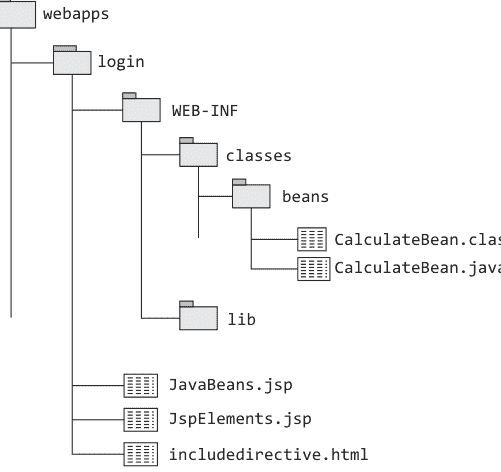 webapps
login
WEB-INF
classes
beans
CalculateBean.clas
CalculateBean.java
lib
JavaBeans.jsp
JspElements.jsp
includedirective.html